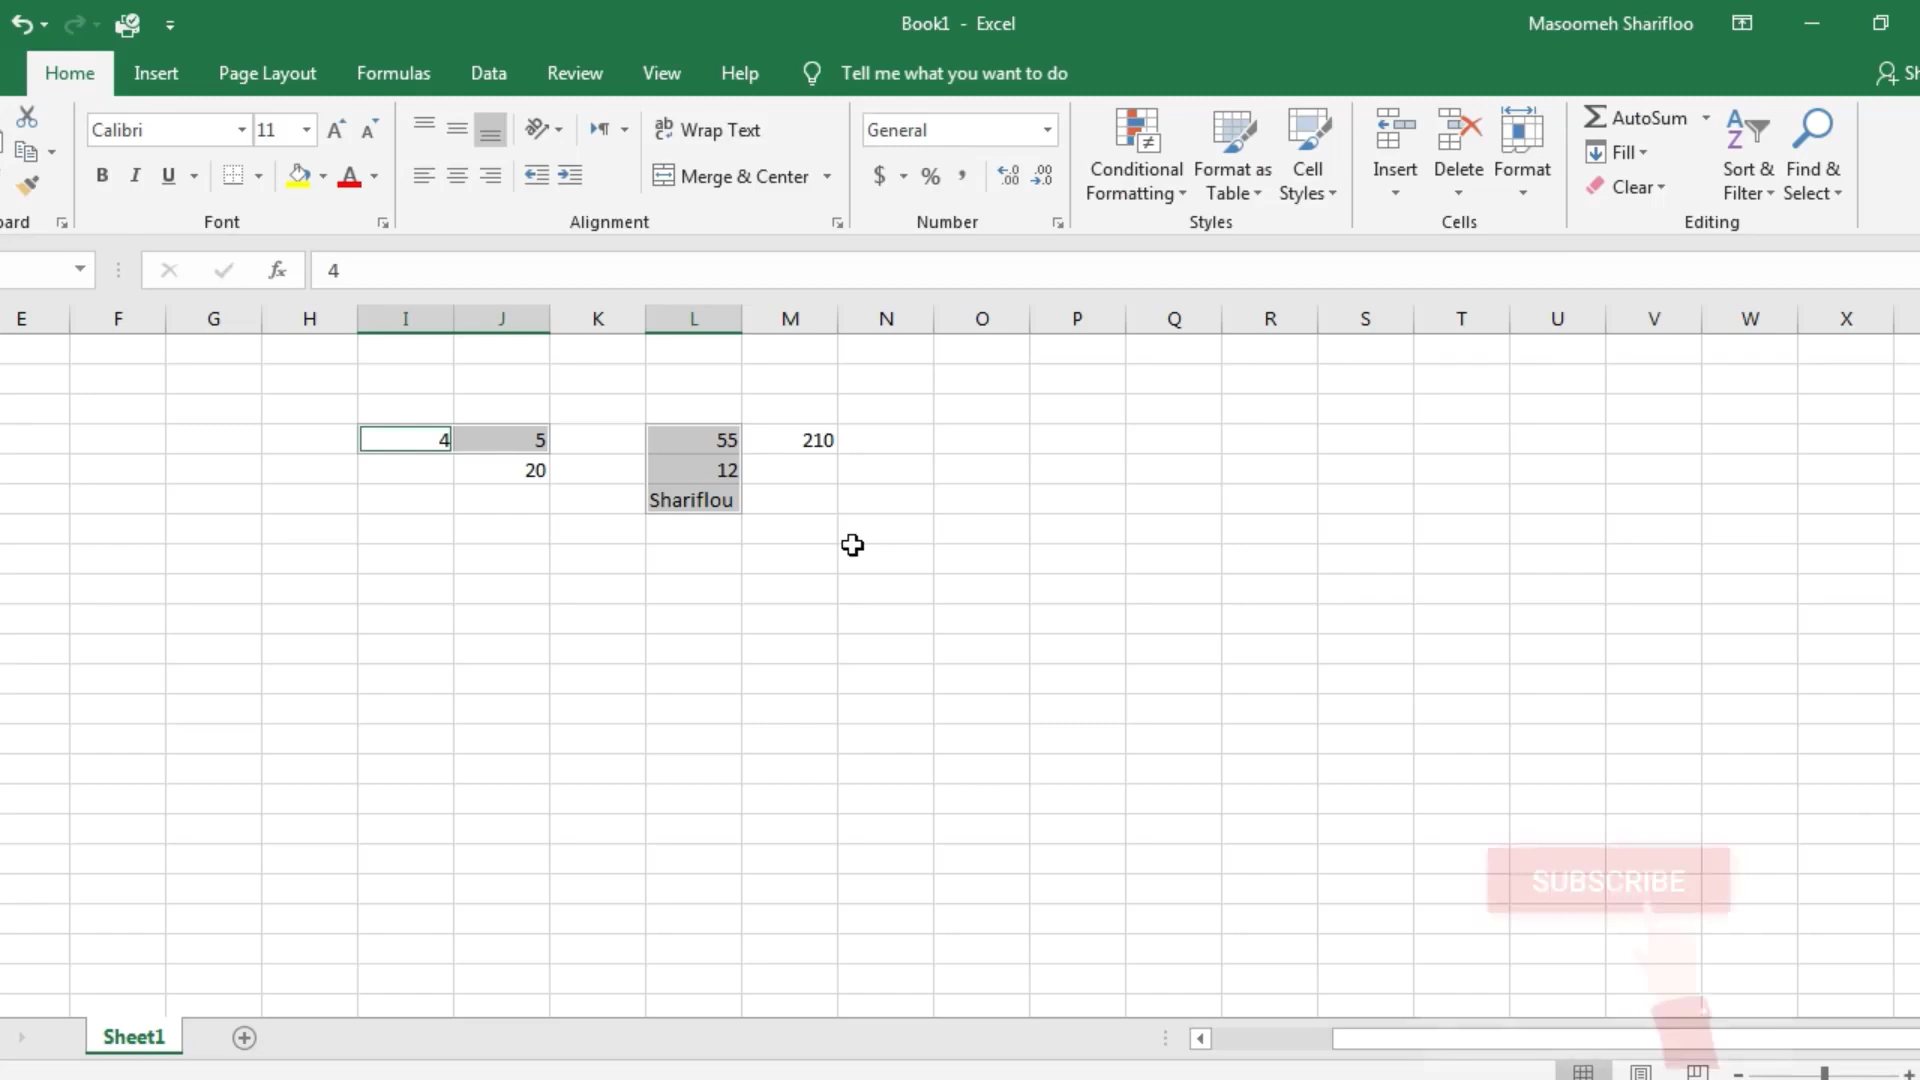 Book1 - Excel
Masoomeh Sharifloo
Home Insert Page Layout Formulas Data Review View Help Tell me what you want to do
Calibri 11 Wrap Text General AutoSum
Conditional Formatting Format as Table Cell Styles Insert Delete Format Fill Sort & Filter Find & Select
B I U Merge & Center $ % , Clear
Font Alignment Number Styles Cells Editing
fx 4
E F G H I J K L M N O P Q R S T U V W X
4 5 55 210
20 12
Shariflou
SUBSCRIBE
Sheet1